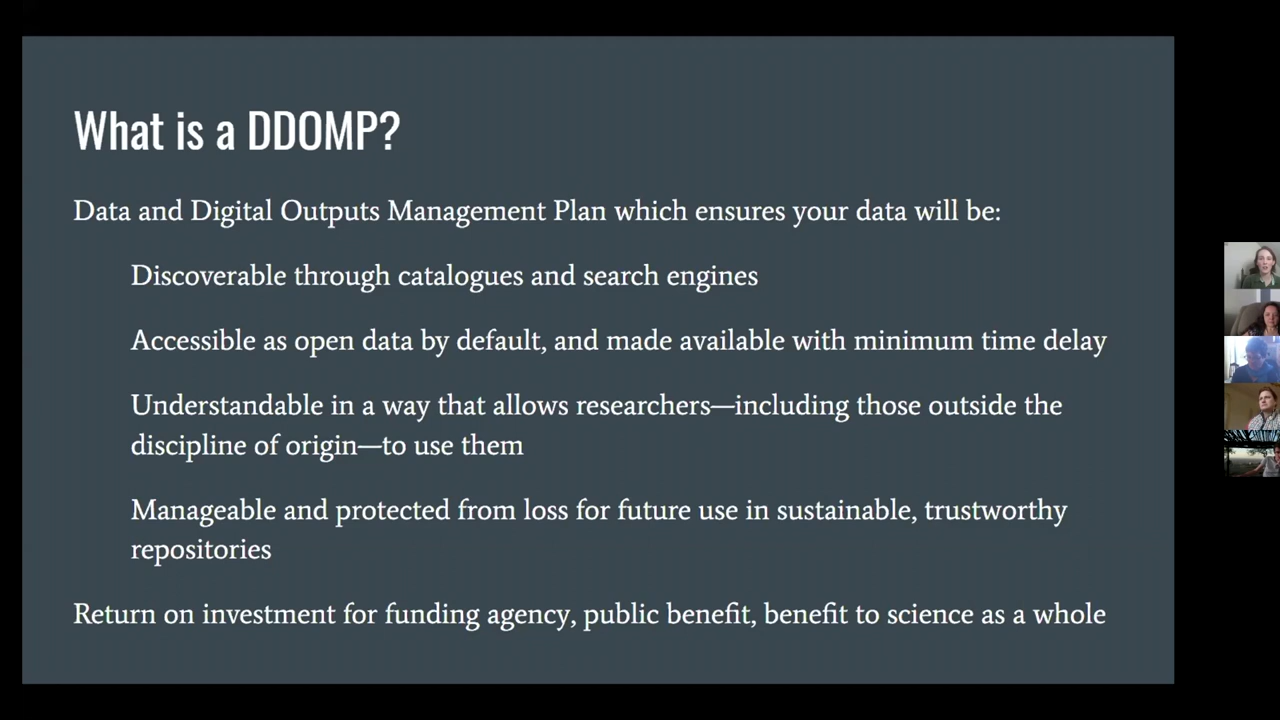 What is a DDOMP?
Data and Digital Outputs Management Plan which ensures your data will be:
Discoverable through catalogues and search engines
Accessible as open data by default, and made available with minimum time delay
Understandable in a way that allows researchers—including those outside the
discipline of origin—to use them
Manageable and protected from loss for future use in sustainable, trustworthy
repositories
Return on investment for funding agency, public benefit, benefit to science as a whole